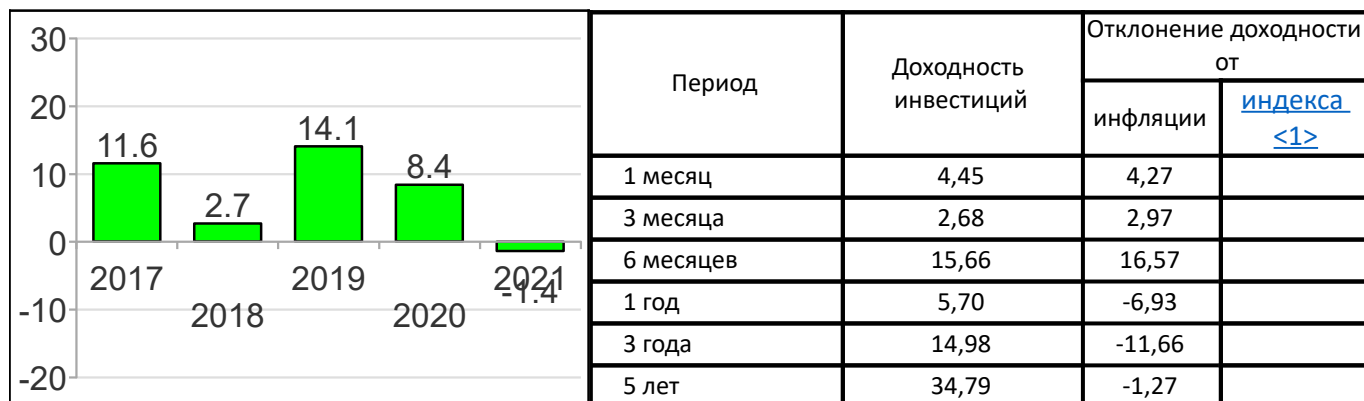 30
20
10
0
-10
-20
11.6
2.7
14.1
8.4
-1.4
2017
2018
2019
2020
2021
Период
Доходность
инвестиций
Отклонение доходности
от
инфляции
индекса
<1>
1 месяц 4,45 4,27
3 месяца 2,68 2,97
6 месяцев 15,66 16,57
1 год 5,70 -6,93
3 года 14,98 -11,66
5 лет 34,79 -1,27